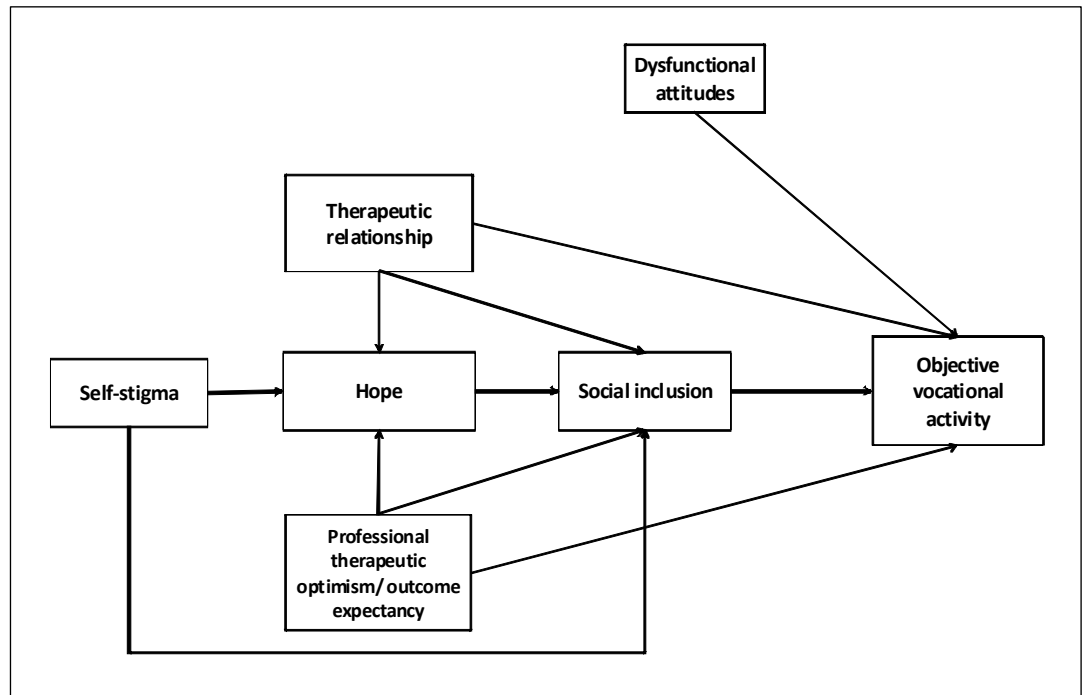 Dysfunctional
attitudes
Therapeutic
relationship
Self-stigma
Hope
Social inclusion
Objective
vocational
activity
Professional
therapeutic
optimism/ outcome
expectancy